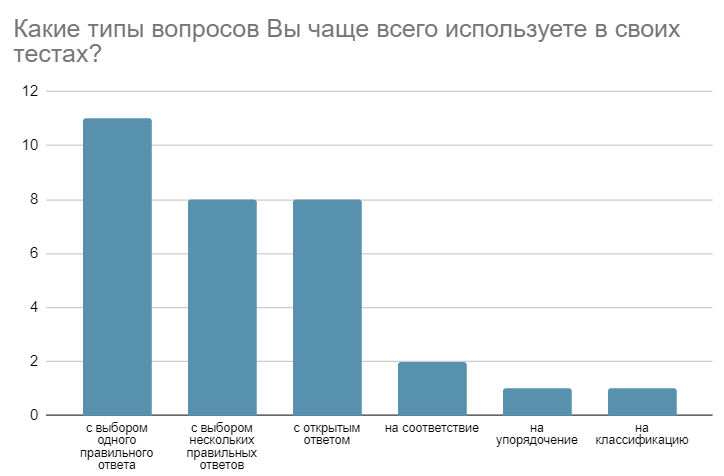 Какие типы вопросов Вы чаще всего используете в своих
тестах?
12
10
8
6
4
2
0
с выбором
одного
правильного
ответа
с выбором
нескольких
правильных
ответов
с открытым
ответом
на соответствие
на
упорядочение
на
классификацию